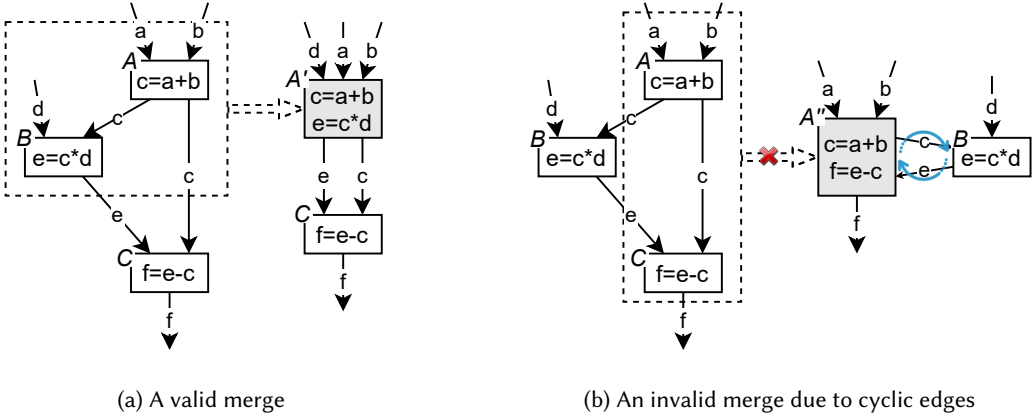 a
b
A
c=a+b
d
c
B
e=c*d
c
e
C
f=e-c
f
d
a
b
A'
c=a+b
e=c*d
e
c
C
f=e-c
f
a
b
A
c=a+b
d
c
B
e=c*d
c
e
C
f=e-c
f
a
b
A"
c=a+b
f=e-c
c
e
d
B
e=c*d
f
(a) A valid merge
(b) An invalid merge due to cyclic edges